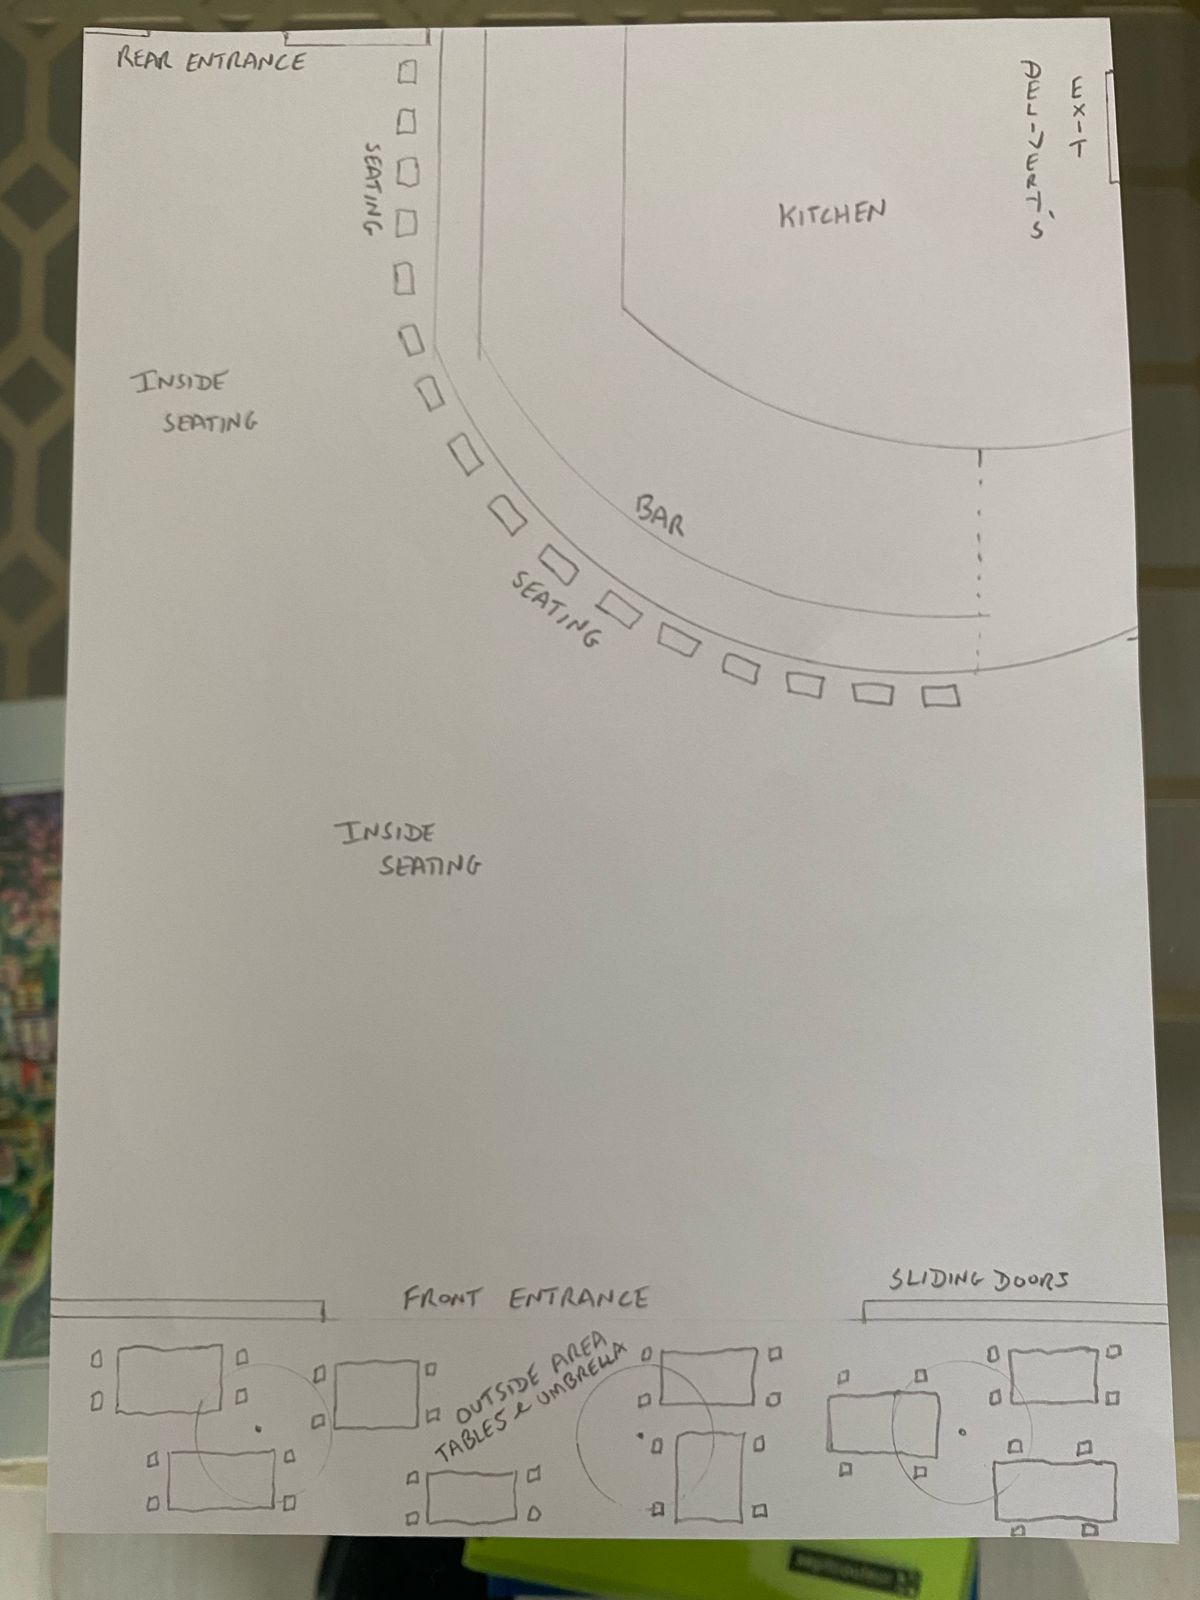 REAR ENTRANCE
SEATING
KITCHEN
EXIT
DELIVERY'S
INSIDE
SEATING
BAR
SEATING
INSIDE
SEATING
FRONT ENTRANCE
SLIDING DOORS
OUTSIDE AREA
TABLES & UMBRELLA